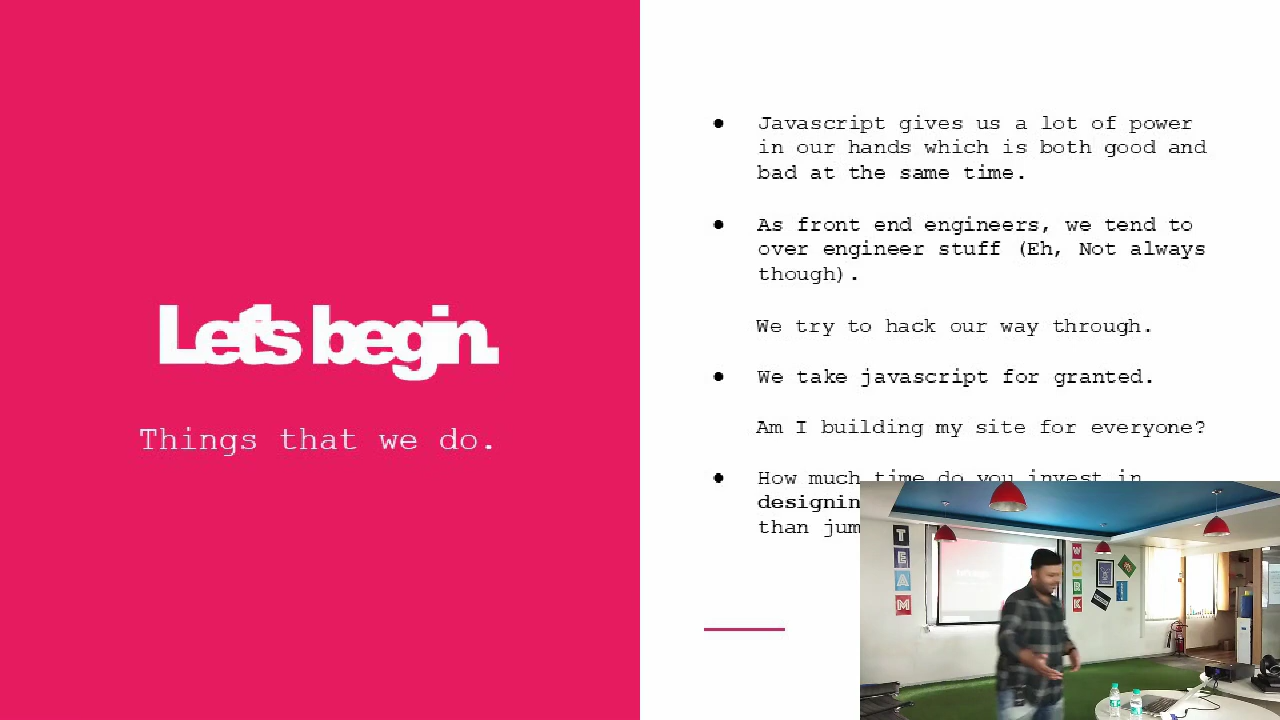 Let's begin.
Things that we do.
● Javascript gives us a lot of power
in our hands which is both good and
bad at the same time.
● As front end engineers, we tend to
over engineer stuff (Eh, Not always
though).
We try to hack our way through.
● We take javascript for granted.
Am I building my site for everyone?
● How much time do you invest in
than
TEAM
WORK